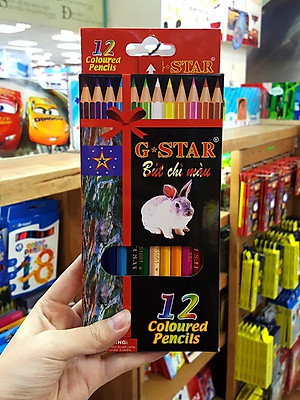 12
Coloured
Pencils
STAR
G★STAR
Bút chì màu
12
Coloured
Pencils